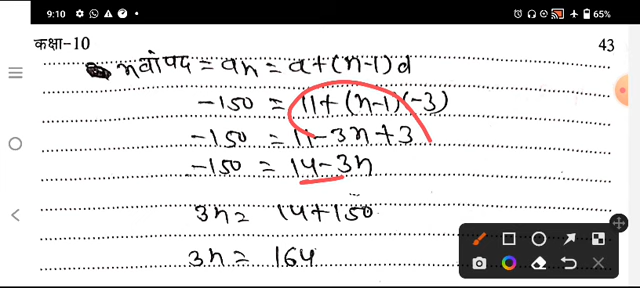 9:10 65%
कक्षा-10 43
नवाँ पद = an = a+(n-1)d
-150 = 11+(n-1)(-3)
-150 = 11-3n+3
-150 = 14-3n
3n = 14+150
3n = 164